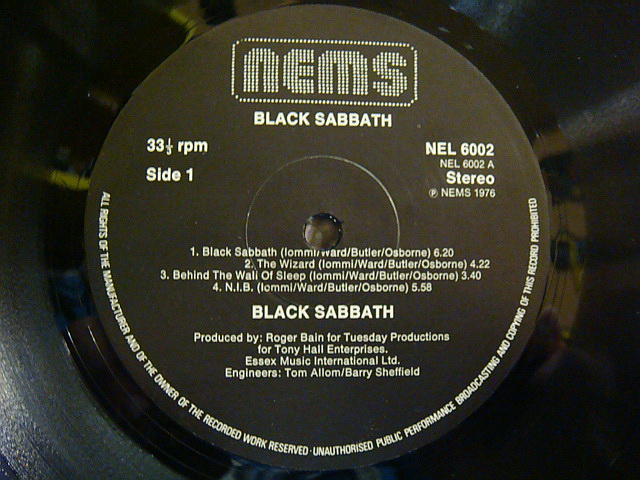 nems
BLACK SABBATH
33⅓ rpm
NEL 6002
NEL 6002 A
Side 1
Stereo
℗ NEMS 1976
1. Black Sabbath (Iommi/Ward/Butler/Osborne) 6.20
2. The Wizard (Iommi/Ward/Butler/Osborne) 4.22
3. Behind The Wall Of Sleep (Iommi/Ward/Butler/Osborne) 3.40
4. N.I.B. (Iommi/Ward/Butler/Osborne) 5.58
BLACK SABBATH
Produced by: Roger Bain for Tuesday Productions
for Tony Hall Enterprises.
Essex Music International Ltd.
Engineers: Tom Allom/Barry Sheffield
ALL RIGHTS OF THE MANUFACTURER AND OF THE OWNER OF THE RECORDED WORK RESERVED · UNAUTHORISED PUBLIC PERFORMANCE BROADCASTING AND COPYING OF THIS RECORD PROHIBITED